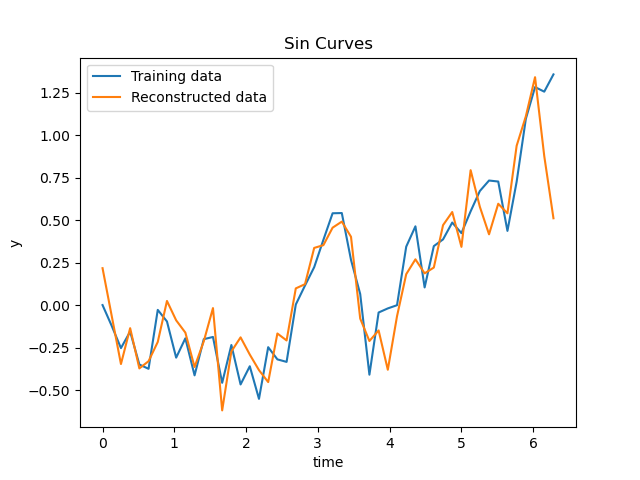 Sin Curves
Training data
Reconstructed data
1.25
1.00
0.75
0.50
0.25
0.00
−0.25
−0.50
y
0 1 2 3 4 5 6
time